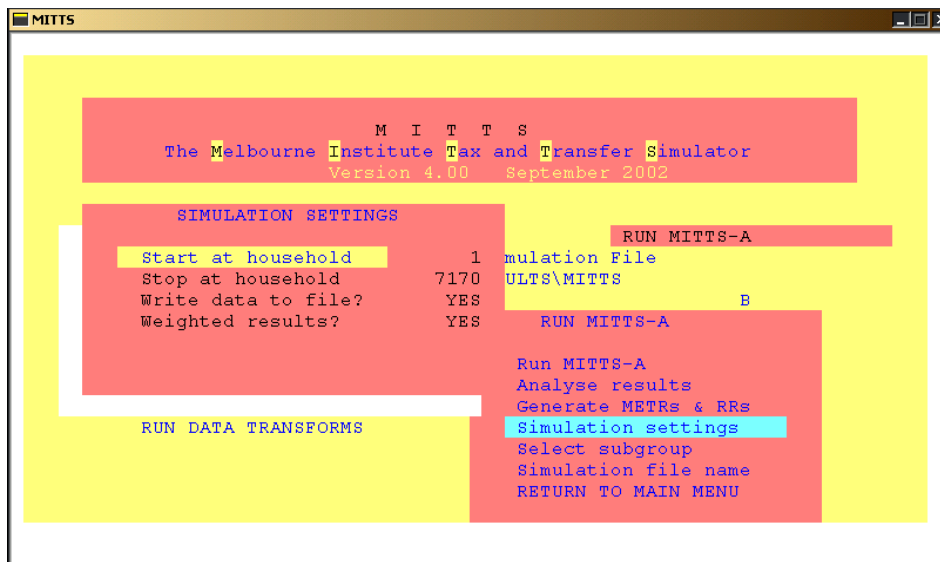 MITTS
M I T T S
The Melbourne Institute Tax and Transfer Simulator
Version 4.00 September 2002
SIMULATION SETTINGS
RUN MITTS-A
Start at household 1 mulation File
Stop at household 7170 ULTS\MITTS
Write data to file? YES B
Weighted results? YES RUN MITTS-A
Run MITTS-A
Analyse results
Generate METRs & RRs
RUN DATA TRANSFORMS Simulation settings
Select subgroup
Simulation file name
RETURN TO MAIN MENU